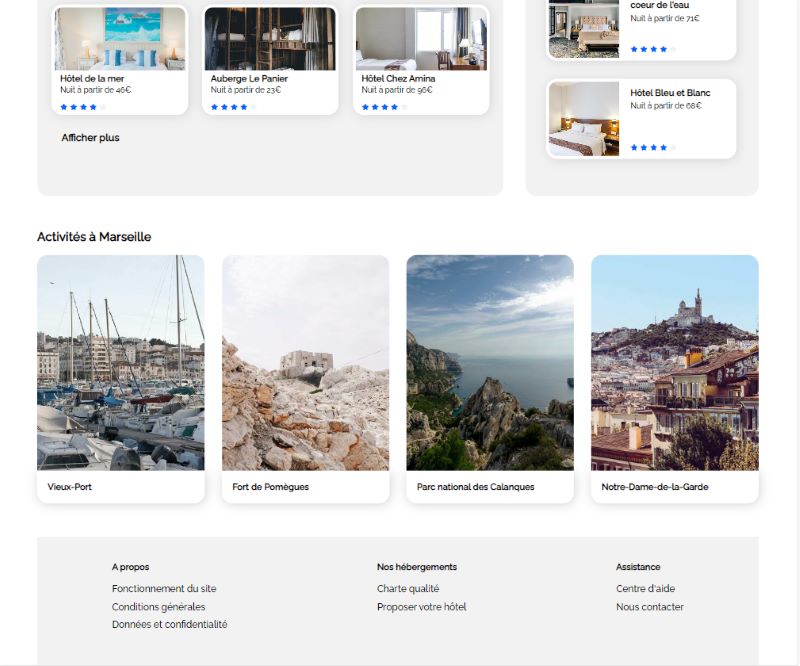 Hôtel de la mer
Nuit à partir de 46€
Auberge Le Panier
Nuit à partir de 23€
Hôtel Chez Amina
Nuit à partir de 96€
Afficher plus
coeur de l'eau
Nuit à partir de 71€
Hôtel Bleu et Blanc
Nuit à partir de 68€
Activités à Marseille
Vieux-Port
Fort de Pomègues
Parc national des Calanques
Notre-Dame-de-la-Garde
A propos
Fonctionnement du site
Conditions générales
Données et confidentialité
Nos hébergements
Charte qualité
Proposer votre hôtel
Assistance
Centre d'aide
Nous contacter